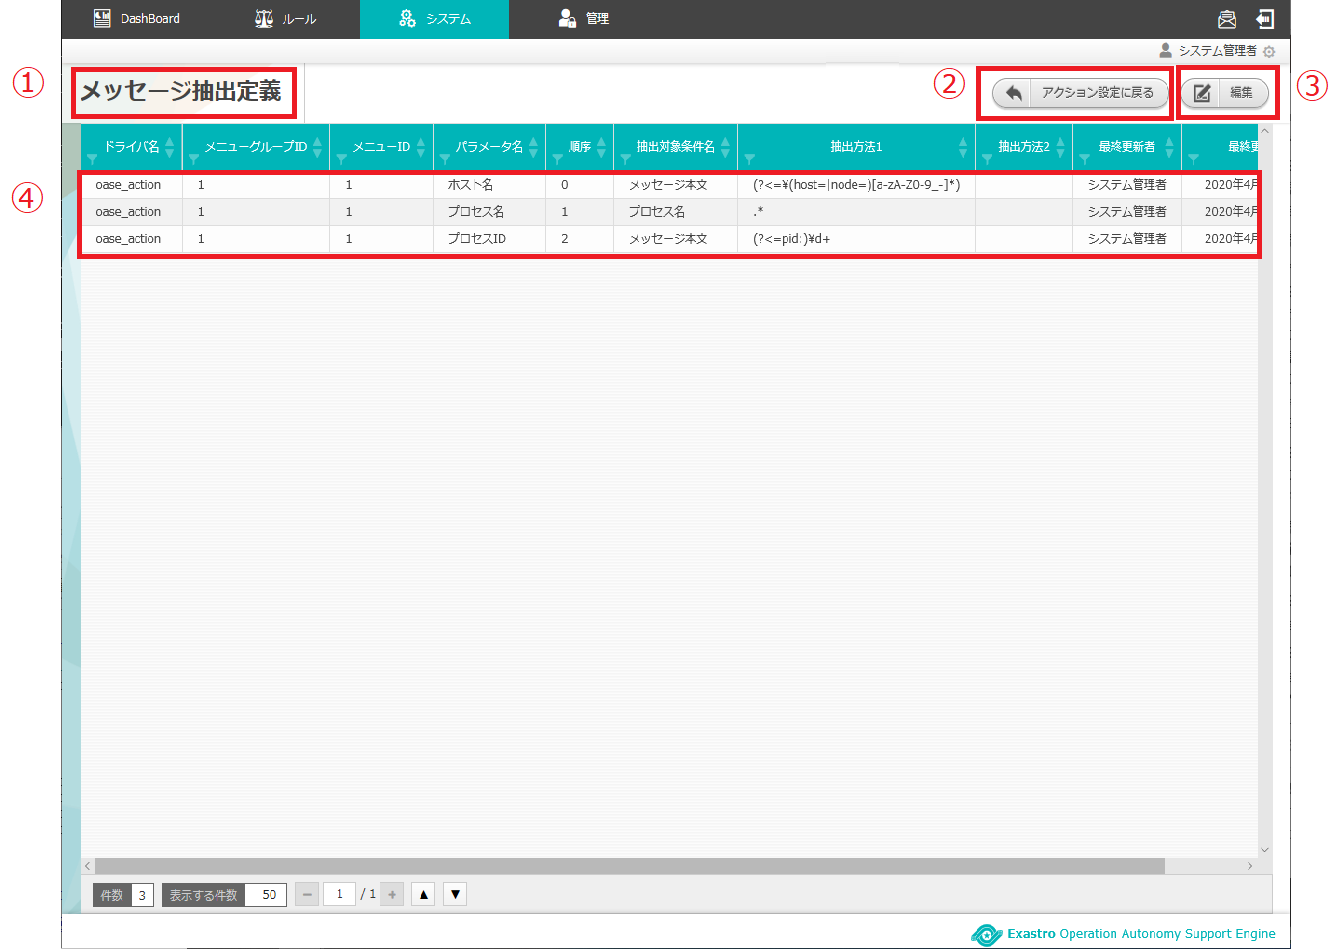 DashBoard ルール システム 管理
システム管理者
① メッセージ抽出定義 ② アクション設定に戻る 編集 ③
ドライバ名 メニューグループID メニューID パラメータ名 順序 抽出対象条件名 抽出方法1 抽出方法2 最終更新者 最終更
④ oase_action 1 1 ホスト名 0 メッセージ本文 (?<=¥(host=|node=)[a-zA-Z0-9_-]*) システム管理者 2020年4月
oase_action 1 1 プロセス名 1 プロセス名 .* システム管理者 2020年4月
oase_action 1 1 プロセスID 2 メッセージ本文 (?<=pid:)¥d+ システム管理者 2020年4月
件数 3 表示する件数 50 − 1 / 1 + ▲ ▼
Exastro Operation Autonomy Support Engine